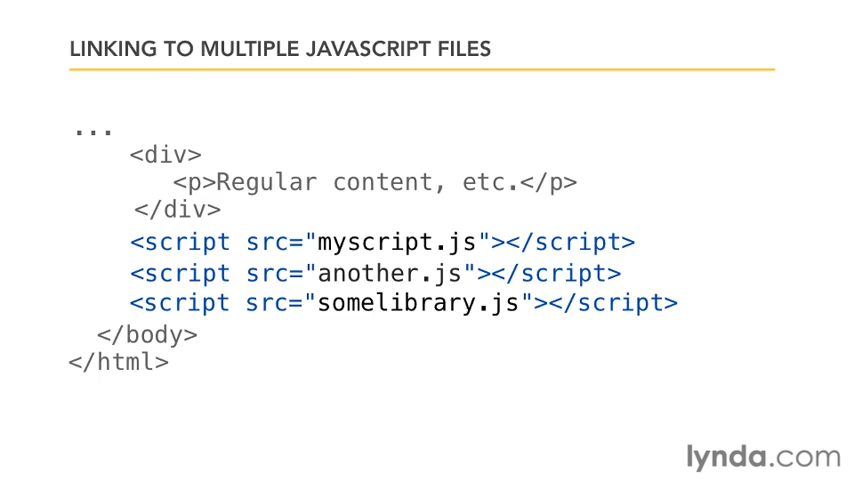 LINKING TO MULTIPLE JAVASCRIPT FILES
...
<div>
<p>Regular content, etc.</p>
</div>
<script src="myscript.js"></script>
<script src="another.js"></script>
<script src="somelibrary.js"></script>
</body>
</html>
lynda.com